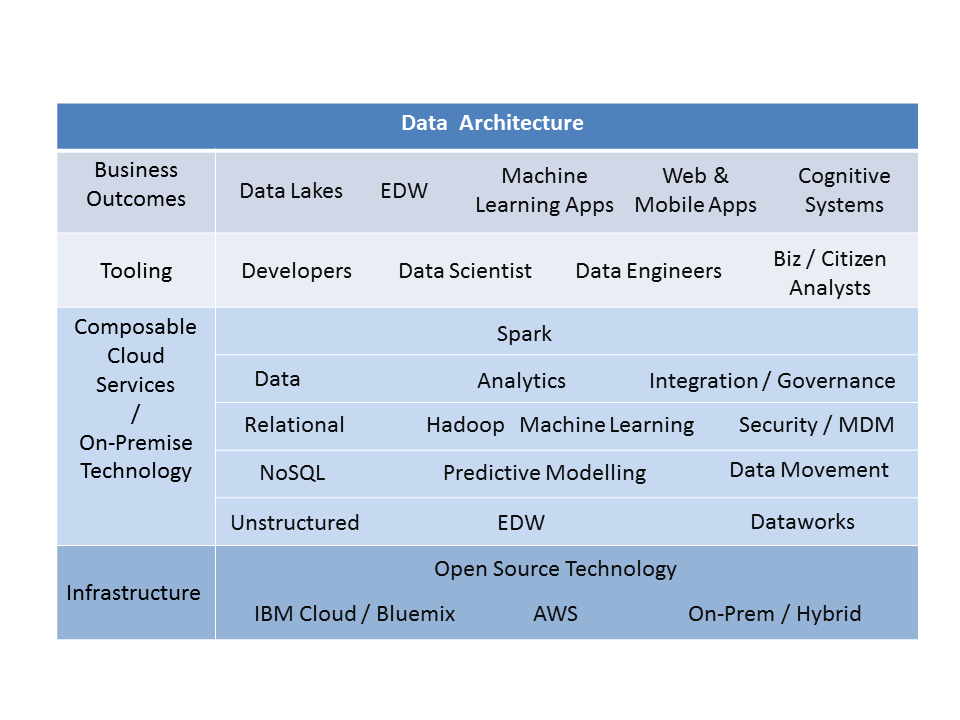 Data Architecture
Business
Outcomes
Data Lakes EDW
Machine
Learning Apps
Web &
Mobile Apps
Cognitive
Systems
Tooling
Developers Data Scientist Data Engineers
Biz / Citizen
Analysts
Composable
Cloud
Services
/
On-Premise
Technology
Spark
Data Analytics Integration / Governance
Relational Hadoop Machine Learning Security / MDM
NoSQL Predictive Modelling Data Movement
Unstructured EDW Dataworks
Infrastructure
Open Source Technology
IBM Cloud / Bluemix AWS On-Prem / Hybrid